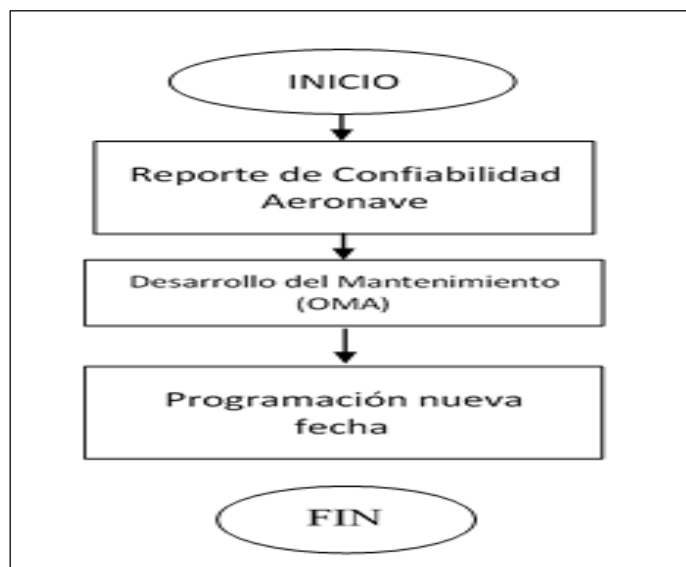 INICIO
Reporte de Confiabilidad
Aeronave
Desarrollo del Mantenimiento
(OMA)
Programación nueva
fecha
FIN